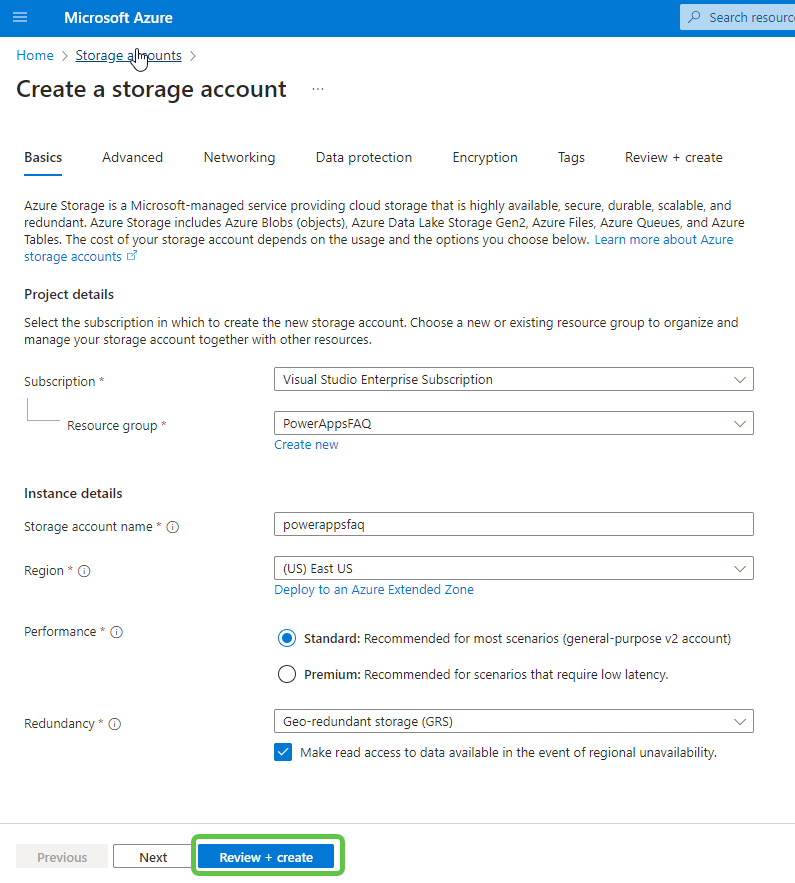 Microsoft Azure
Search resourc
Home > Storage accounts >
Create a storage account ...
Basics Advanced Networking Data protection Encryption Tags Review + create
Azure Storage is a Microsoft-managed service providing cloud storage that is highly available, secure, durable, scalable, and
redundant. Azure Storage includes Azure Blobs (objects), Azure Data Lake Storage Gen2, Azure Files, Azure Queues, and Azure
Tables. The cost of your storage account depends on the usage and the options you choose below. Learn more about Azure
storage accounts
Project details
Select the subscription in which to create the new storage account. Choose a new or existing resource group to organize and
manage your storage account together with other resources.
Subscription *
Visual Studio Enterprise Subscription
Resource group *
PowerAppsFAQ
Create new
Instance details
Storage account name *
powerappsfaq
Region *
(US) East US
Deploy to an Azure Extended Zone
Performance *
Standard: Recommended for most scenarios (general-purpose v2 account)
Premium: Recommended for scenarios that require low latency.
Redundancy *
Geo-redundant storage (GRS)
Make read access to data available in the event of regional unavailability.
Previous Next Review + create